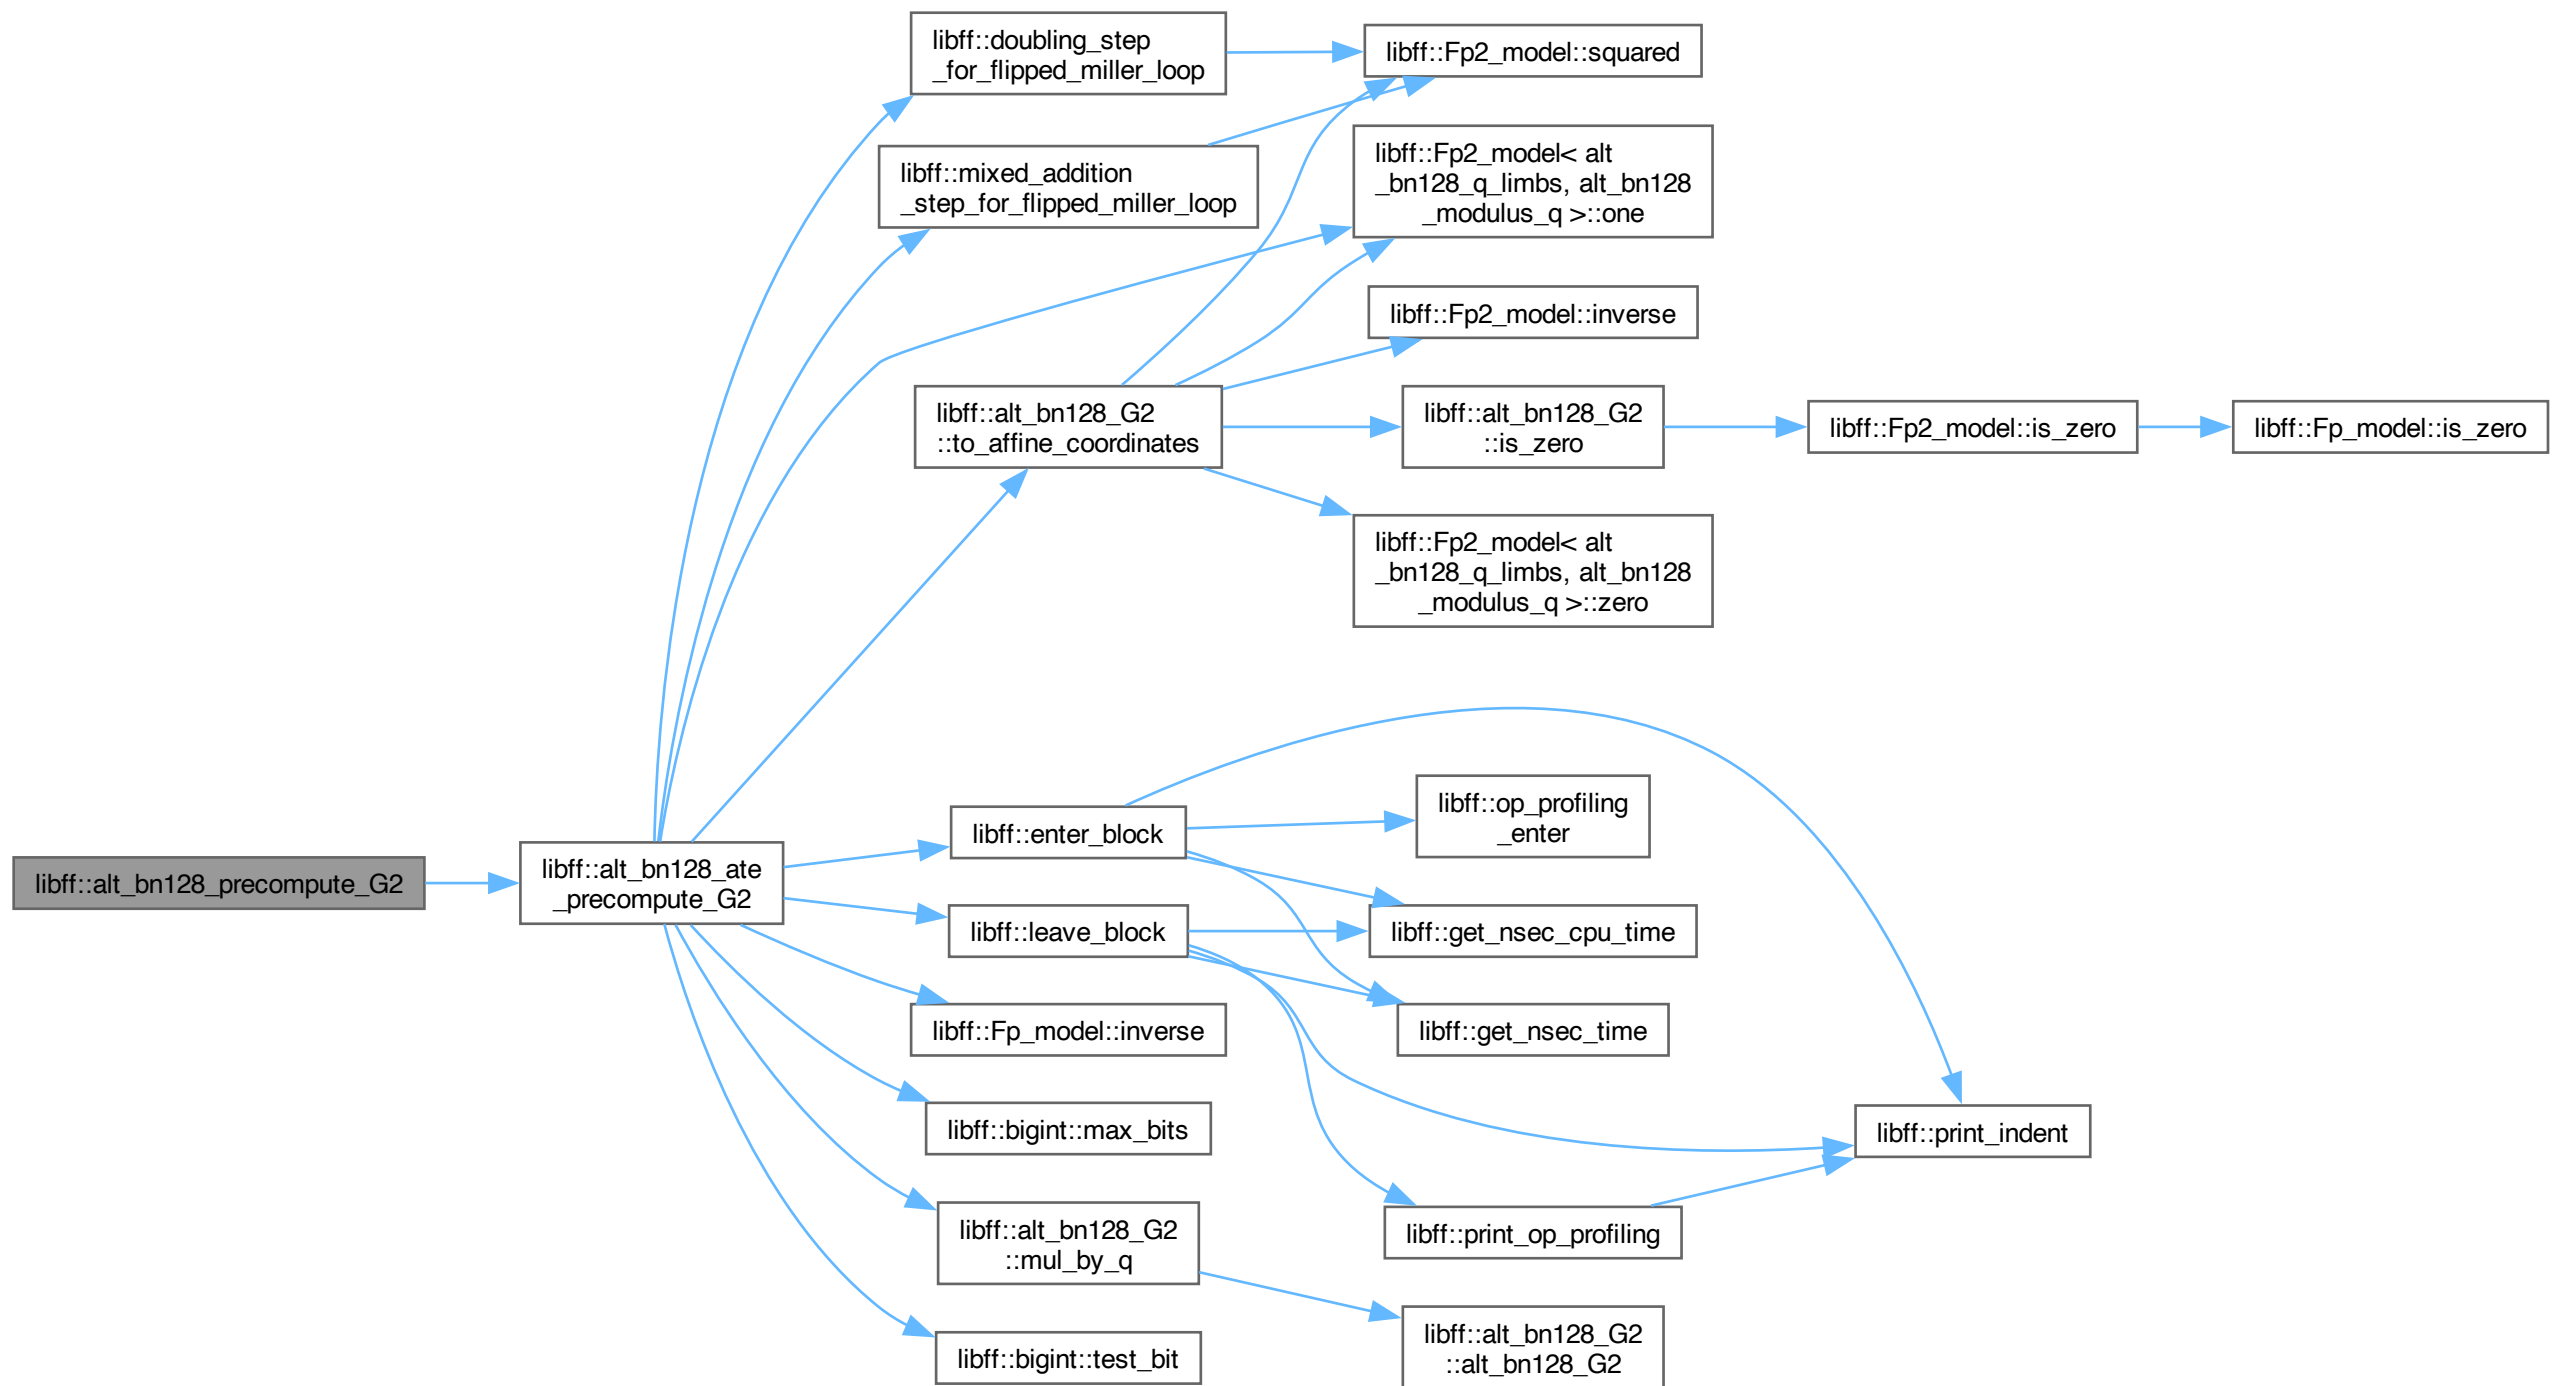 libff::alt_bn128_precompute_G2
libff::alt_bn128_ate
_precompute_G2
libff::doubling_step
_for_flipped_miller_loop
libff::mixed_addition
_step_for_flipped_miller_loop
libff::alt_bn128_G2
::to_affine_coordinates
libff::enter_block
libff::leave_block
libff::Fp_model::inverse
libff::bigint::max_bits
libff::alt_bn128_G2
::mul_by_q
libff::bigint::test_bit
libff::Fp2_model::squared
libff::Fp2_model< alt
_bn128_q_limbs, alt_bn128
_modulus_q >::one
libff::Fp2_model::inverse
libff::alt_bn128_G2
::is_zero
libff::Fp2_model< alt
_bn128_q_limbs, alt_bn128
_modulus_q >::zero
libff::op_profiling
_enter
libff::get_nsec_cpu_time
libff::get_nsec_time
libff::print_op_profiling
libff::alt_bn128_G2
::alt_bn128_G2
libff::Fp2_model::is_zero
libff::print_indent
libff::Fp_model::is_zero